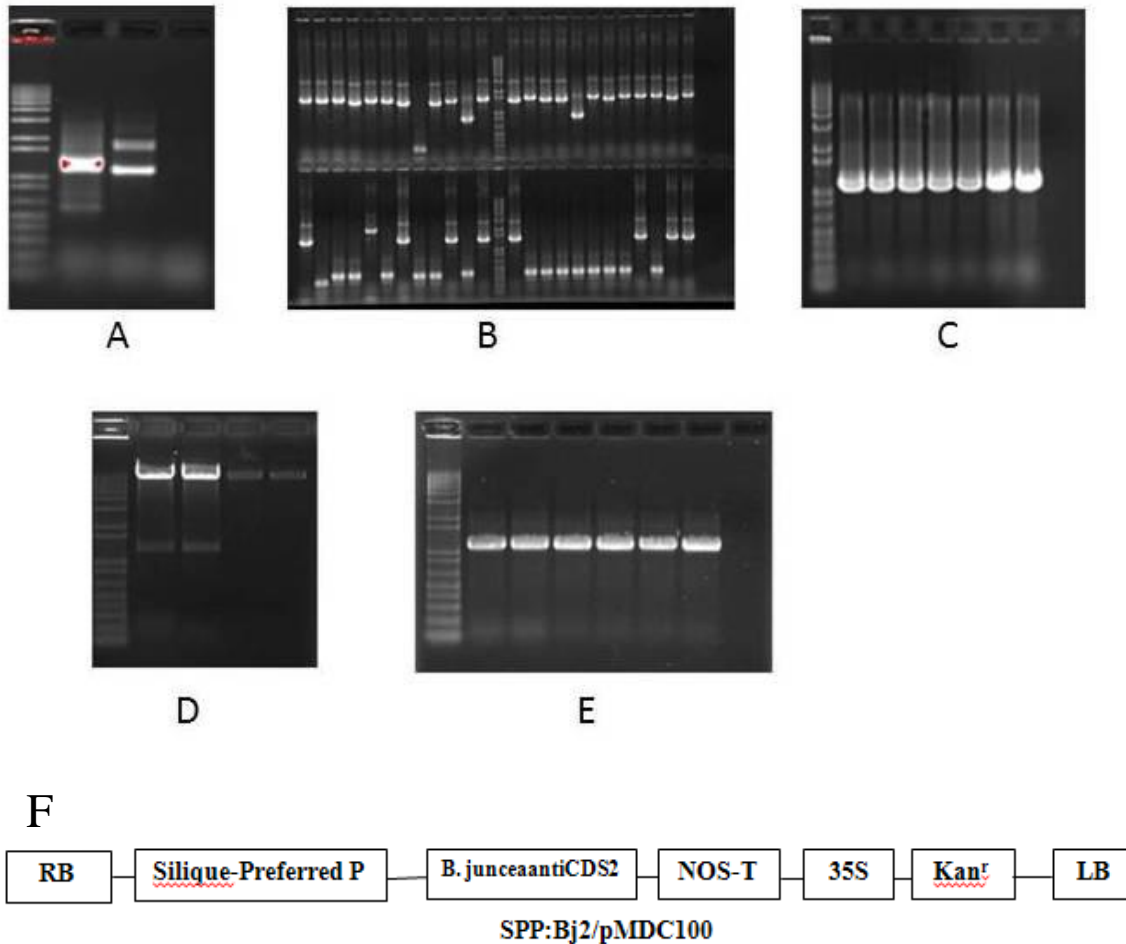 A
B
C
D
E
F
RB
Silique-Preferred P
B. junceaantiCDS2
NOS-T
35S
Kanʳ
LB
SPP:Bj2/pMDC100